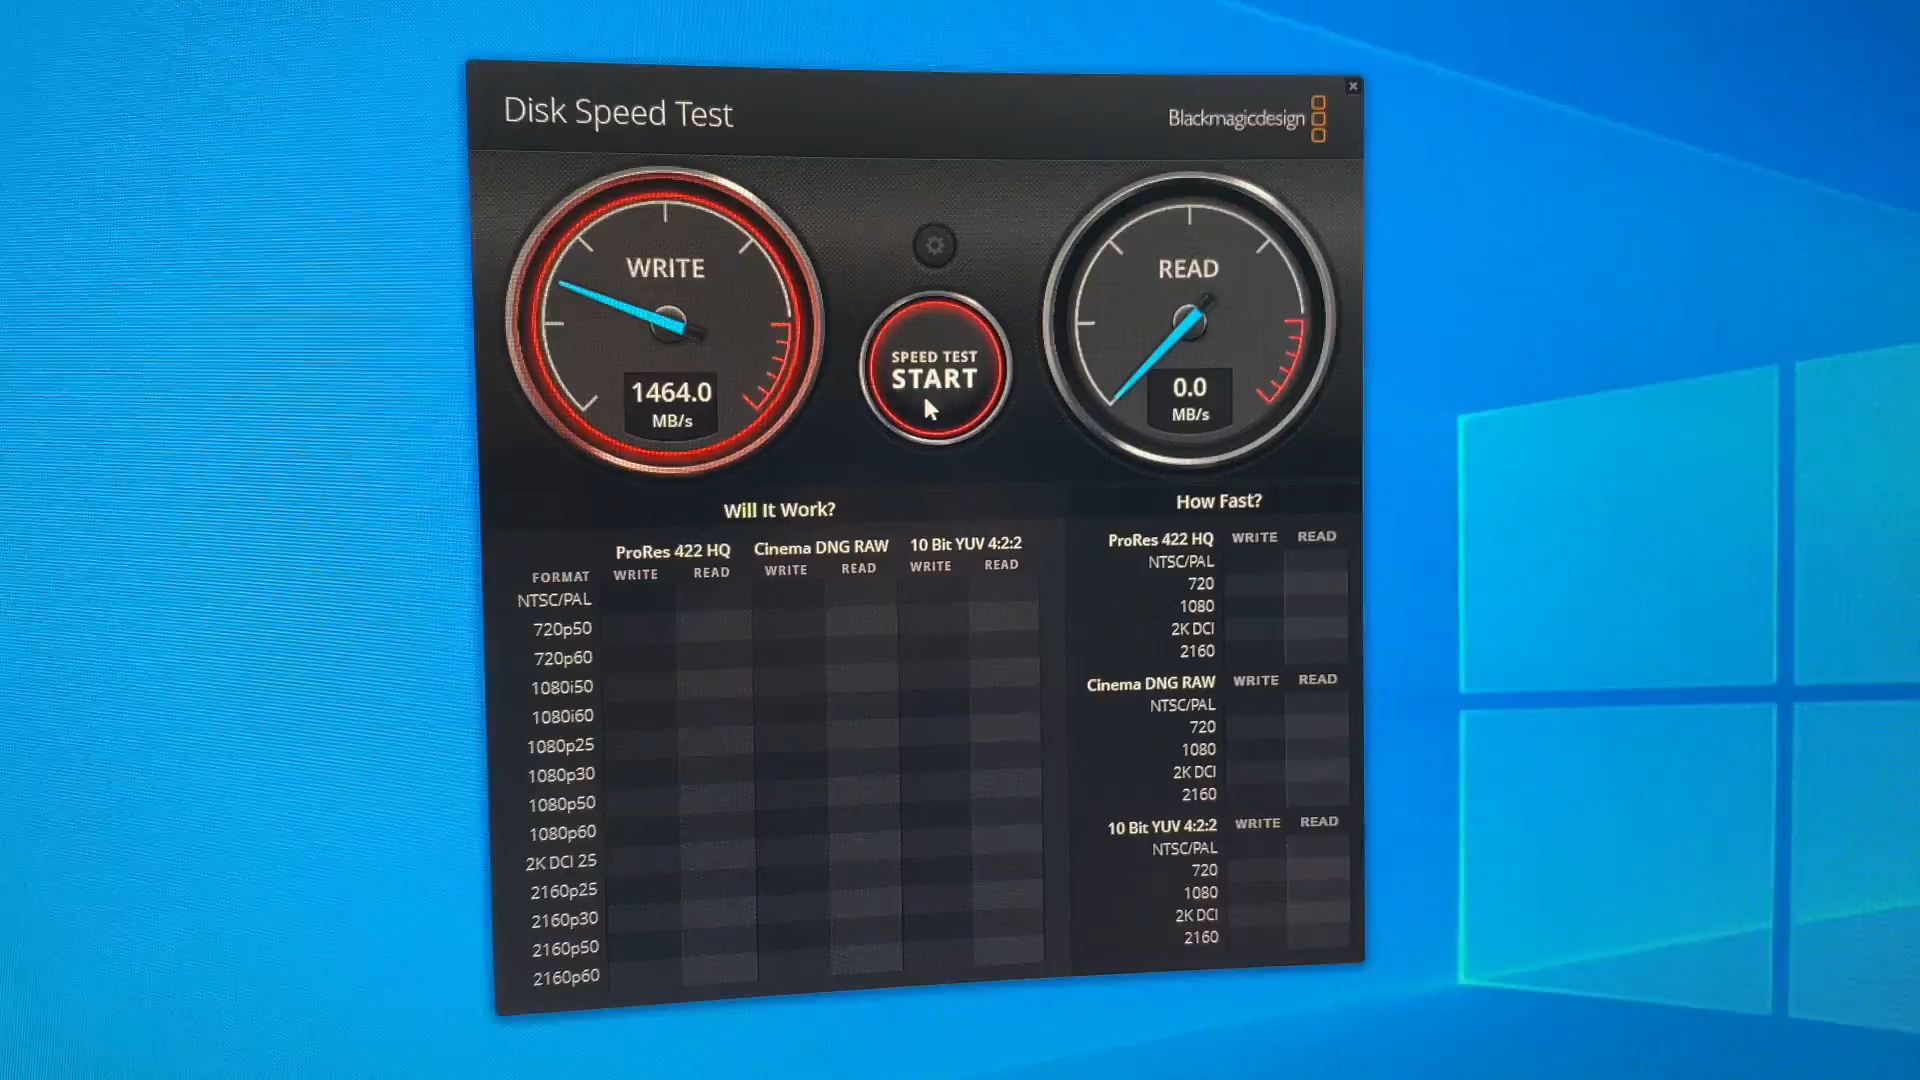 Disk Speed Test
Blackmagicdesign
WRITE
1464.0
MB/s
SPEED TEST
START
READ
0.0
MB/s
Will It Work?
ProRes 422 HQ Cinema DNG RAW 10 Bit YUV 4:2:2
FORMAT WRITE READ WRITE READ WRITE READ
NTSC/PAL
720p50
720p60
1080i50
1080i60
1080p25
1080p30
1080p50
1080p60
2K DCI 25
2160p25
2160p30
2160p50
2160p60
How Fast?
ProRes 422 HQ WRITE READ
NTSC/PAL
720
1080
2K DCI
2160
Cinema DNG RAW WRITE READ
NTSC/PAL
720
1080
2K DCI
2160
10 Bit YUV 4:2:2 WRITE READ
NTSC/PAL
720
1080
2K DCI
2160